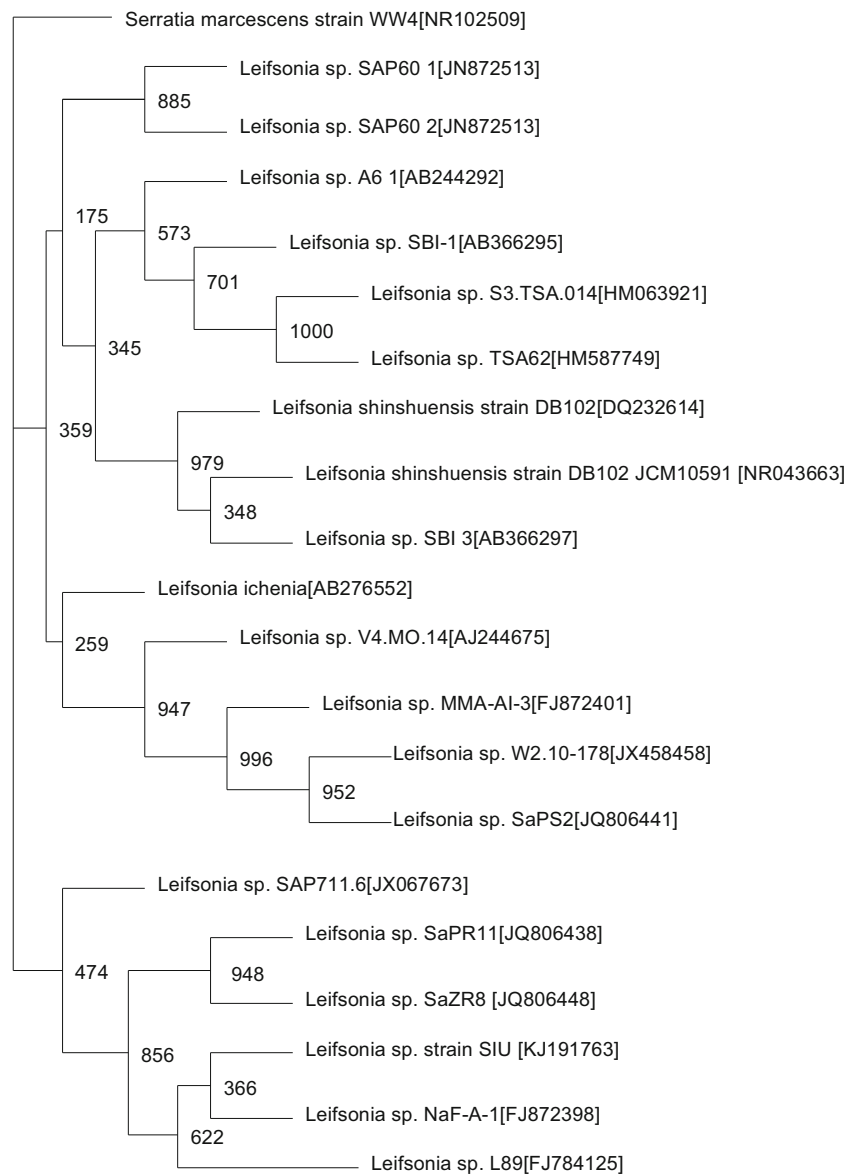 Serratia marcescens strain WW4[NR102509]
Leifsonia sp. SAP60 1[JN872513]
885
Leifsonia sp. SAP60 2[JN872513]
Leifsonia sp. A6 1[AB244292]
175
573
Leifsonia sp. SBI-1[AB366295]
701
Leifsonia sp. S3.TSA.014[HM063921]
1000
345
Leifsonia sp. TSA62[HM587749]
Leifsonia shinshuensis strain DB102[DQ232614]
359
979
Leifsonia shinshuensis strain DB102 JCM10591 [NR043663]
348
Leifsonia sp. SBI 3[AB366297]
Leifsonia ichenia[AB276552]
259
Leifsonia sp. V4.MO.14[AJ244675]
947
Leifsonia sp. MMA-AI-3[FJ872401]
996
Leifsonia sp. W2.10-178[JX458458]
952
Leifsonia sp. SaPS2[JQ806441]
Leifsonia sp. SAP711.6[JX067673]
Leifsonia sp. SaPR11[JQ806438]
474
948
Leifsonia sp. SaZR8 [JQ806448]
Leifsonia sp. strain SIU [KJ191763]
856
366
Leifsonia sp. NaF-A-1[FJ872398]
622
Leifsonia sp. L89[FJ784125]